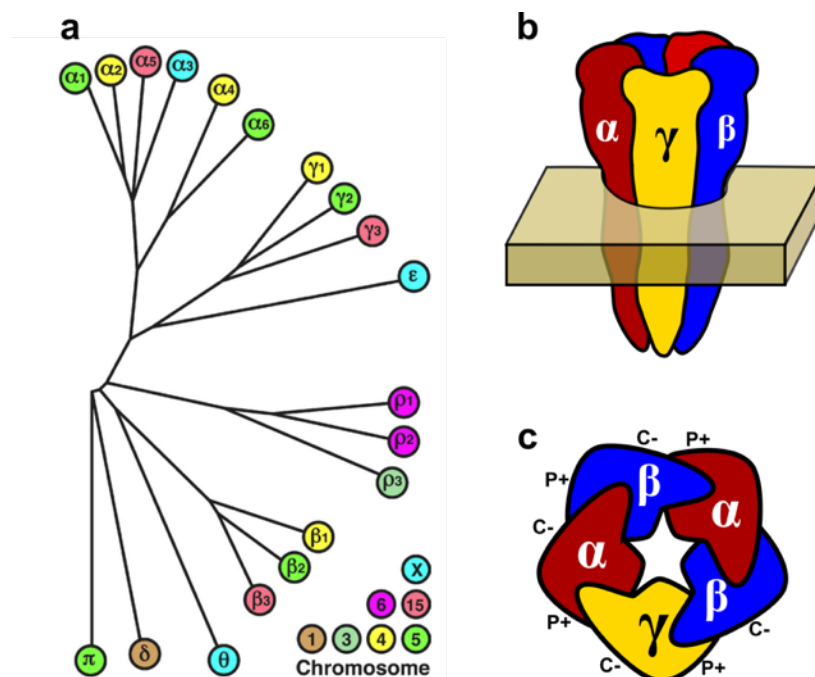 a
α1
α2
α5
α3
α4
α6
γ1
γ2
γ3
ε
ρ1
ρ2
ρ3
β1
β2
β3
π
δ
θ
X
6 15
1 3 4 5
Chromosome
b
α γ β
c
C- P+
P+ β α
C- α β
P+ γ C-
C- P+